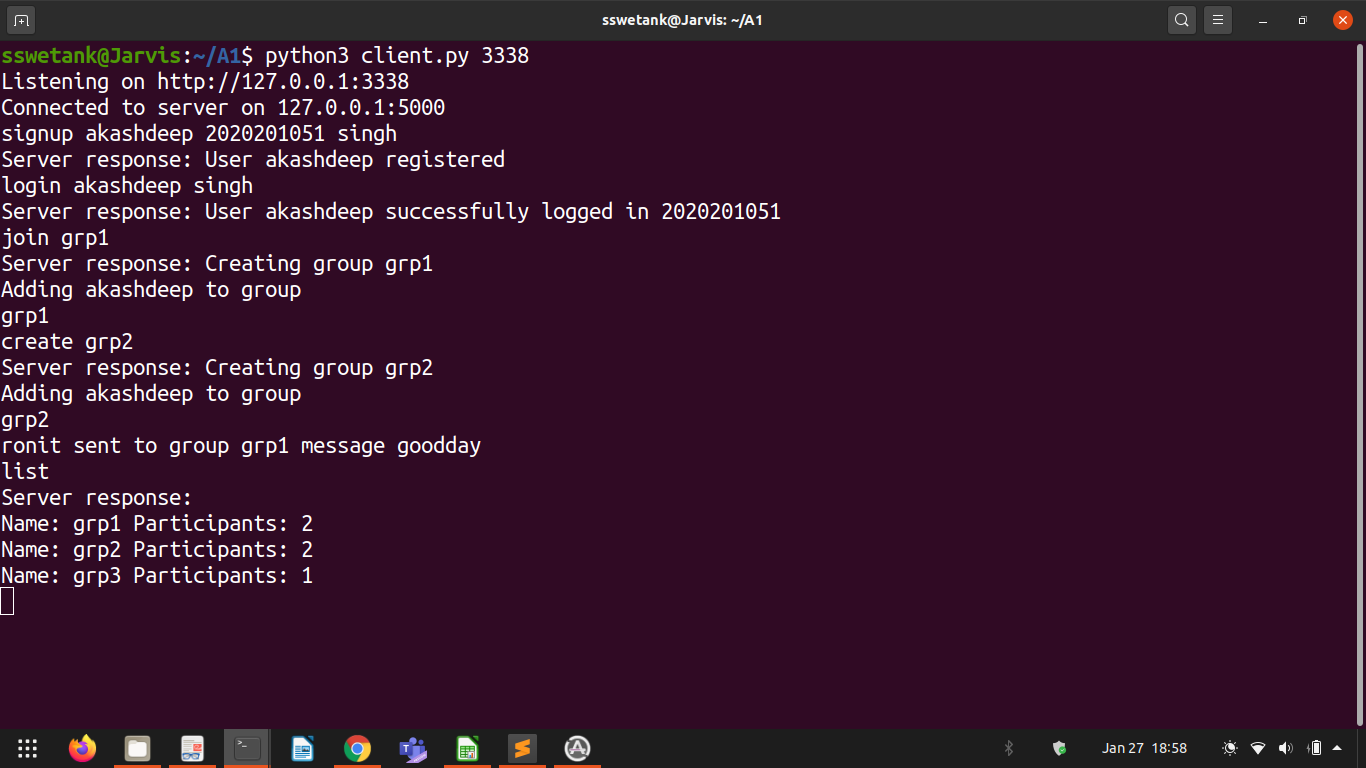 sswetank@Jarvis: ~/A1
sswetank@Jarvis:~/A1$ python3 client.py 3338
Listening on http://127.0.0.1:3338
Connected to server on 127.0.0.1:5000
signup akashdeep 2020201051 singh
Server response: User akashdeep registered
login akashdeep singh
Server response: User akashdeep successfully logged in 2020201051
join grp1
Server response: Creating group grp1
Adding akashdeep to group
grp1
create grp2
Server response: Creating group grp2
Adding akashdeep to group
grp2
ronit sent to group grp1 message goodday
list
Server response:
Name: grp1 Participants: 2
Name: grp2 Participants: 2
Name: grp3 Participants: 1
Jan 27 18:58